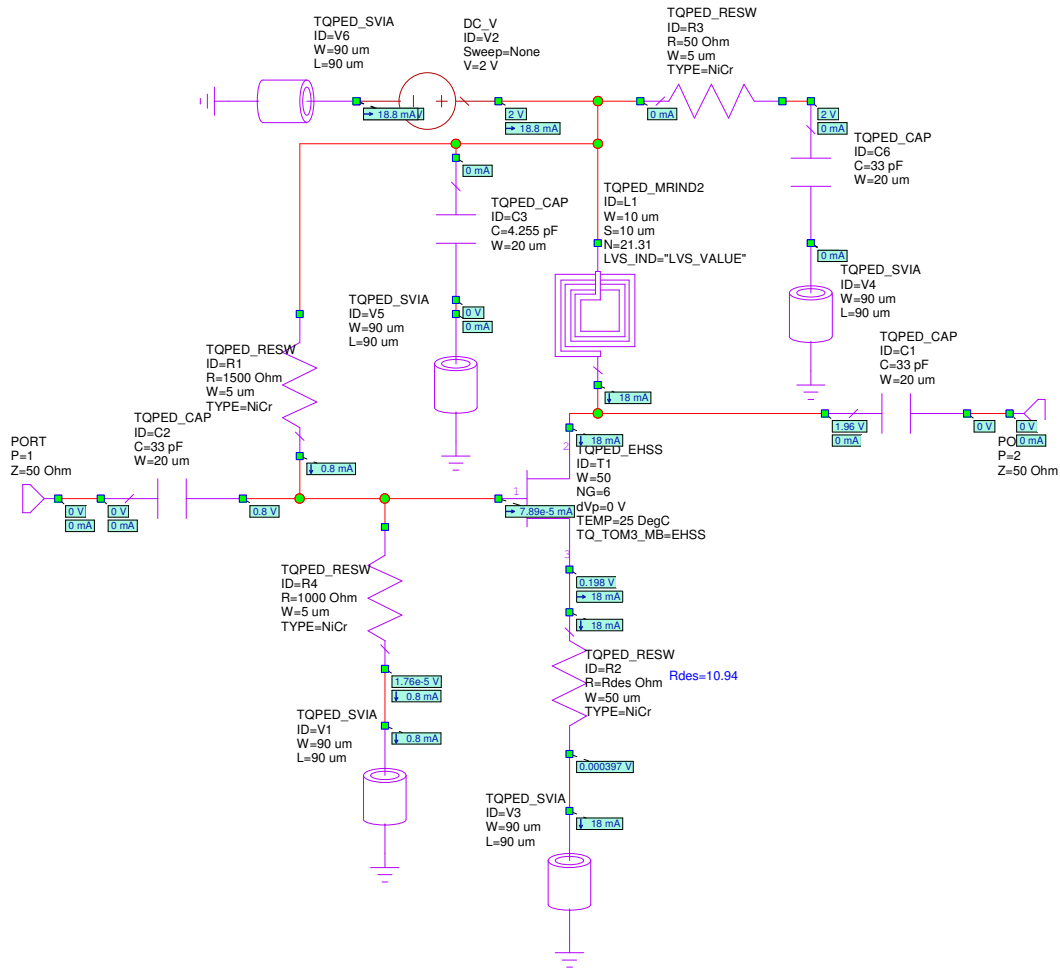 TQPED_SVIA
ID=V6
W=90 um
L=90 um
DC_V
ID=V2
Sweep=None
V=2 V
TQPED_RESW
ID=R3
R=50 Ohm
W=5 um
TYPE=NiCr
18.8 mA
2 V
18.8 mA
0 mA
2 V
0 mA
TQPED_CAP
ID=C6
C=33 pF
W=20 um
0 mA
TQPED_CAP
ID=C3
C=4.255 pF
W=20 um
TQPED_MRIND2
ID=L1
W=10 um
S=10 um
N=21.31
LVS_IND="LVS_VALUE"
0 mA
TQPED_SVIA
ID=V4
W=90 um
L=90 um
TQPED_SVIA
ID=V5
W=90 um
L=90 um
0 V
0 mA
TQPED_RESW
ID=R1
R=1500 Ohm
W=5 um
TYPE=NiCr
TQPED_CAP
ID=C1
C=33 pF
W=20 um
18 mA
TQPED_CAP
ID=C2
C=33 pF
W=20 um
1.96 V
0 mA
0 V
0 V
0 mA
PORT
P=1
Z=50 Ohm
P=2
Z=50 Ohm
0.8 mA
18 mA
2
TQPED_EHSS
ID=T1
W=50
NG=6
dVp=0 V
TEMP=25 DegC
TQ_TOM3_MB=EHSS
0 V
0 mA
0 V
0 mA
0.8 V
1
7.89e-5 mA
3
TQPED_RESW
ID=R4
R=1000 Ohm
W=5 um
TYPE=NiCr
0.198 V
18 mA
18 mA
TQPED_RESW
ID=R2
R=Rdes Ohm
W=50 um
TYPE=NiCr
Rdes=10.94
1.76e-5 V
0.8 mA
TQPED_SVIA
ID=V1
W=90 um
L=90 um
0.8 mA
0.000397 V
TQPED_SVIA
ID=V3
W=90 um
L=90 um
18 mA